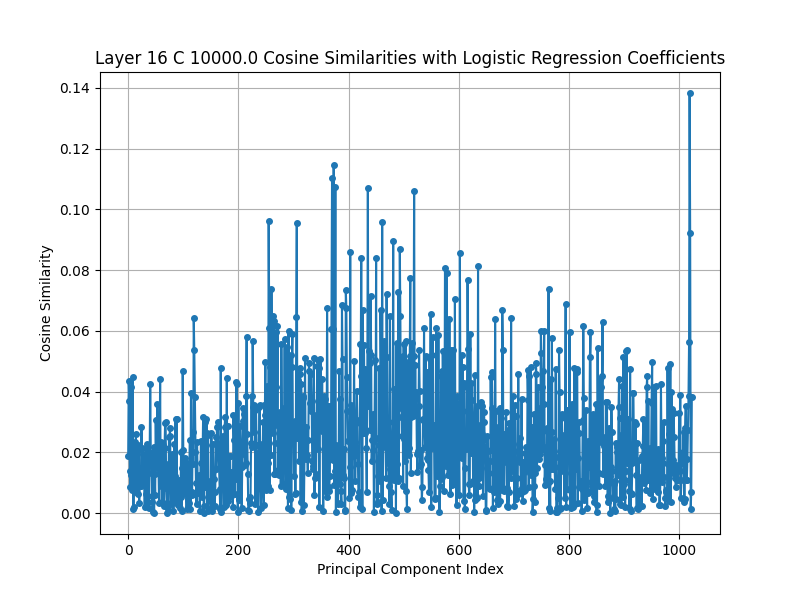 Layer 16 C 10000.0 Cosine Similarities with Logistic Regression Coefficients
0.14
0.12
0.10
0.08
0.06
0.04
0.02
0.00
Cosine Similarity
0 200 400 600 800 1000
Principal Component Index